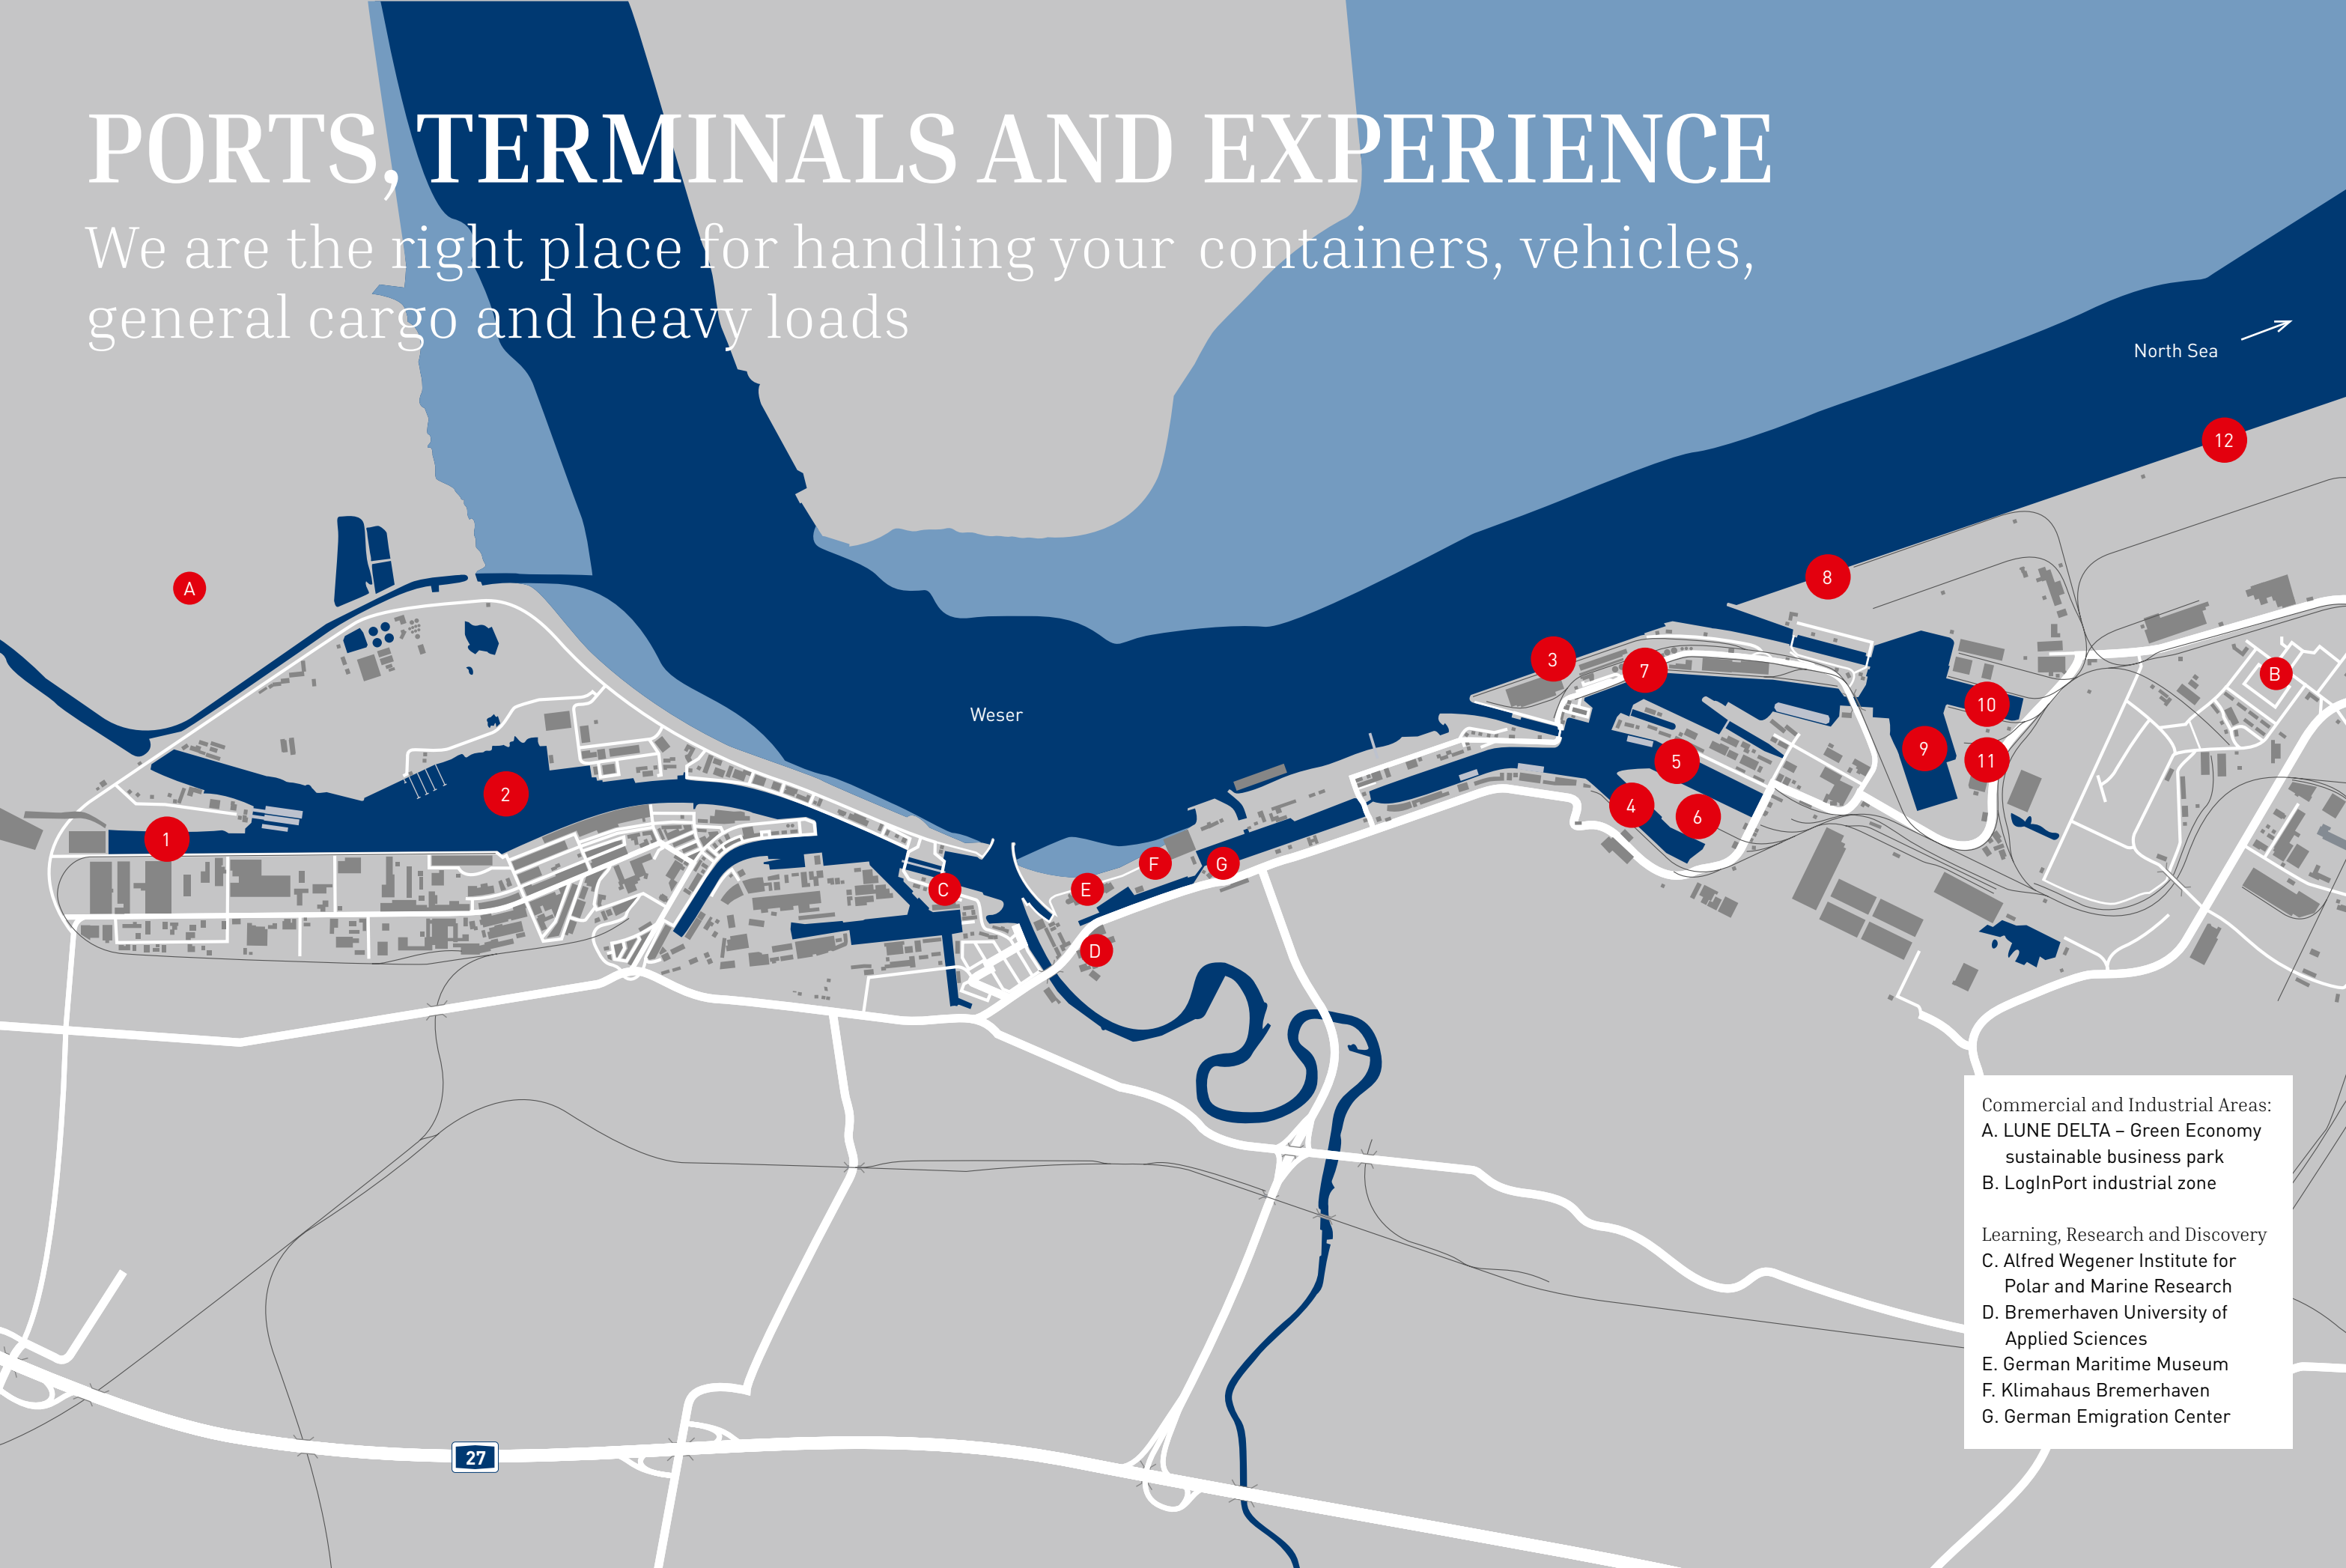 PORTS, TERMINALS AND EXPERIENCE
We are the right place for handling your containers, vehicles,
general cargo and heavy loads
North Sea
12
8
A
3
7
B
10
Weser
9
5
11
2
4
6
1
F
G
C
E
D
Commercial and Industrial Areas:
A. LUNE DELTA – Green Economy
sustainable business park
B. LogInPort industrial zone
Learning, Research and Discovery
C. Alfred Wegener Institute for
Polar and Marine Research
D. Bremerhaven University of
Applied Sciences
E. German Maritime Museum
F. Klimahaus Bremerhaven
G. German Emigration Center
27